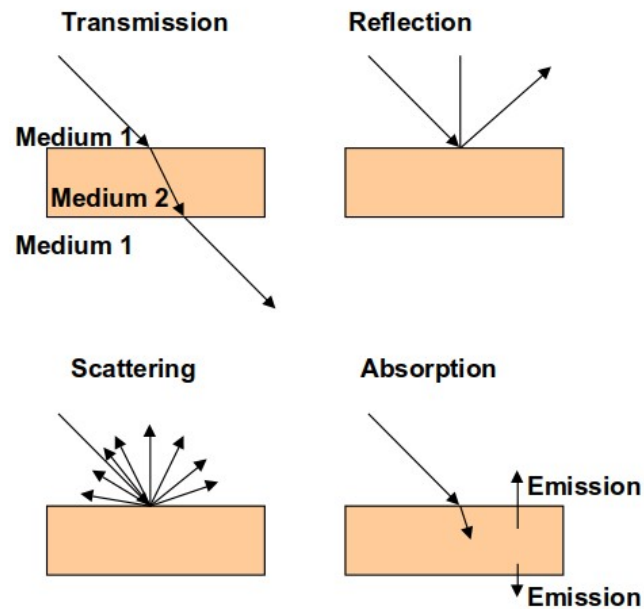 Transmission
Reflection
Medium 1
Medium 2
Medium 1
Scattering
Absorption
Emission
Emission